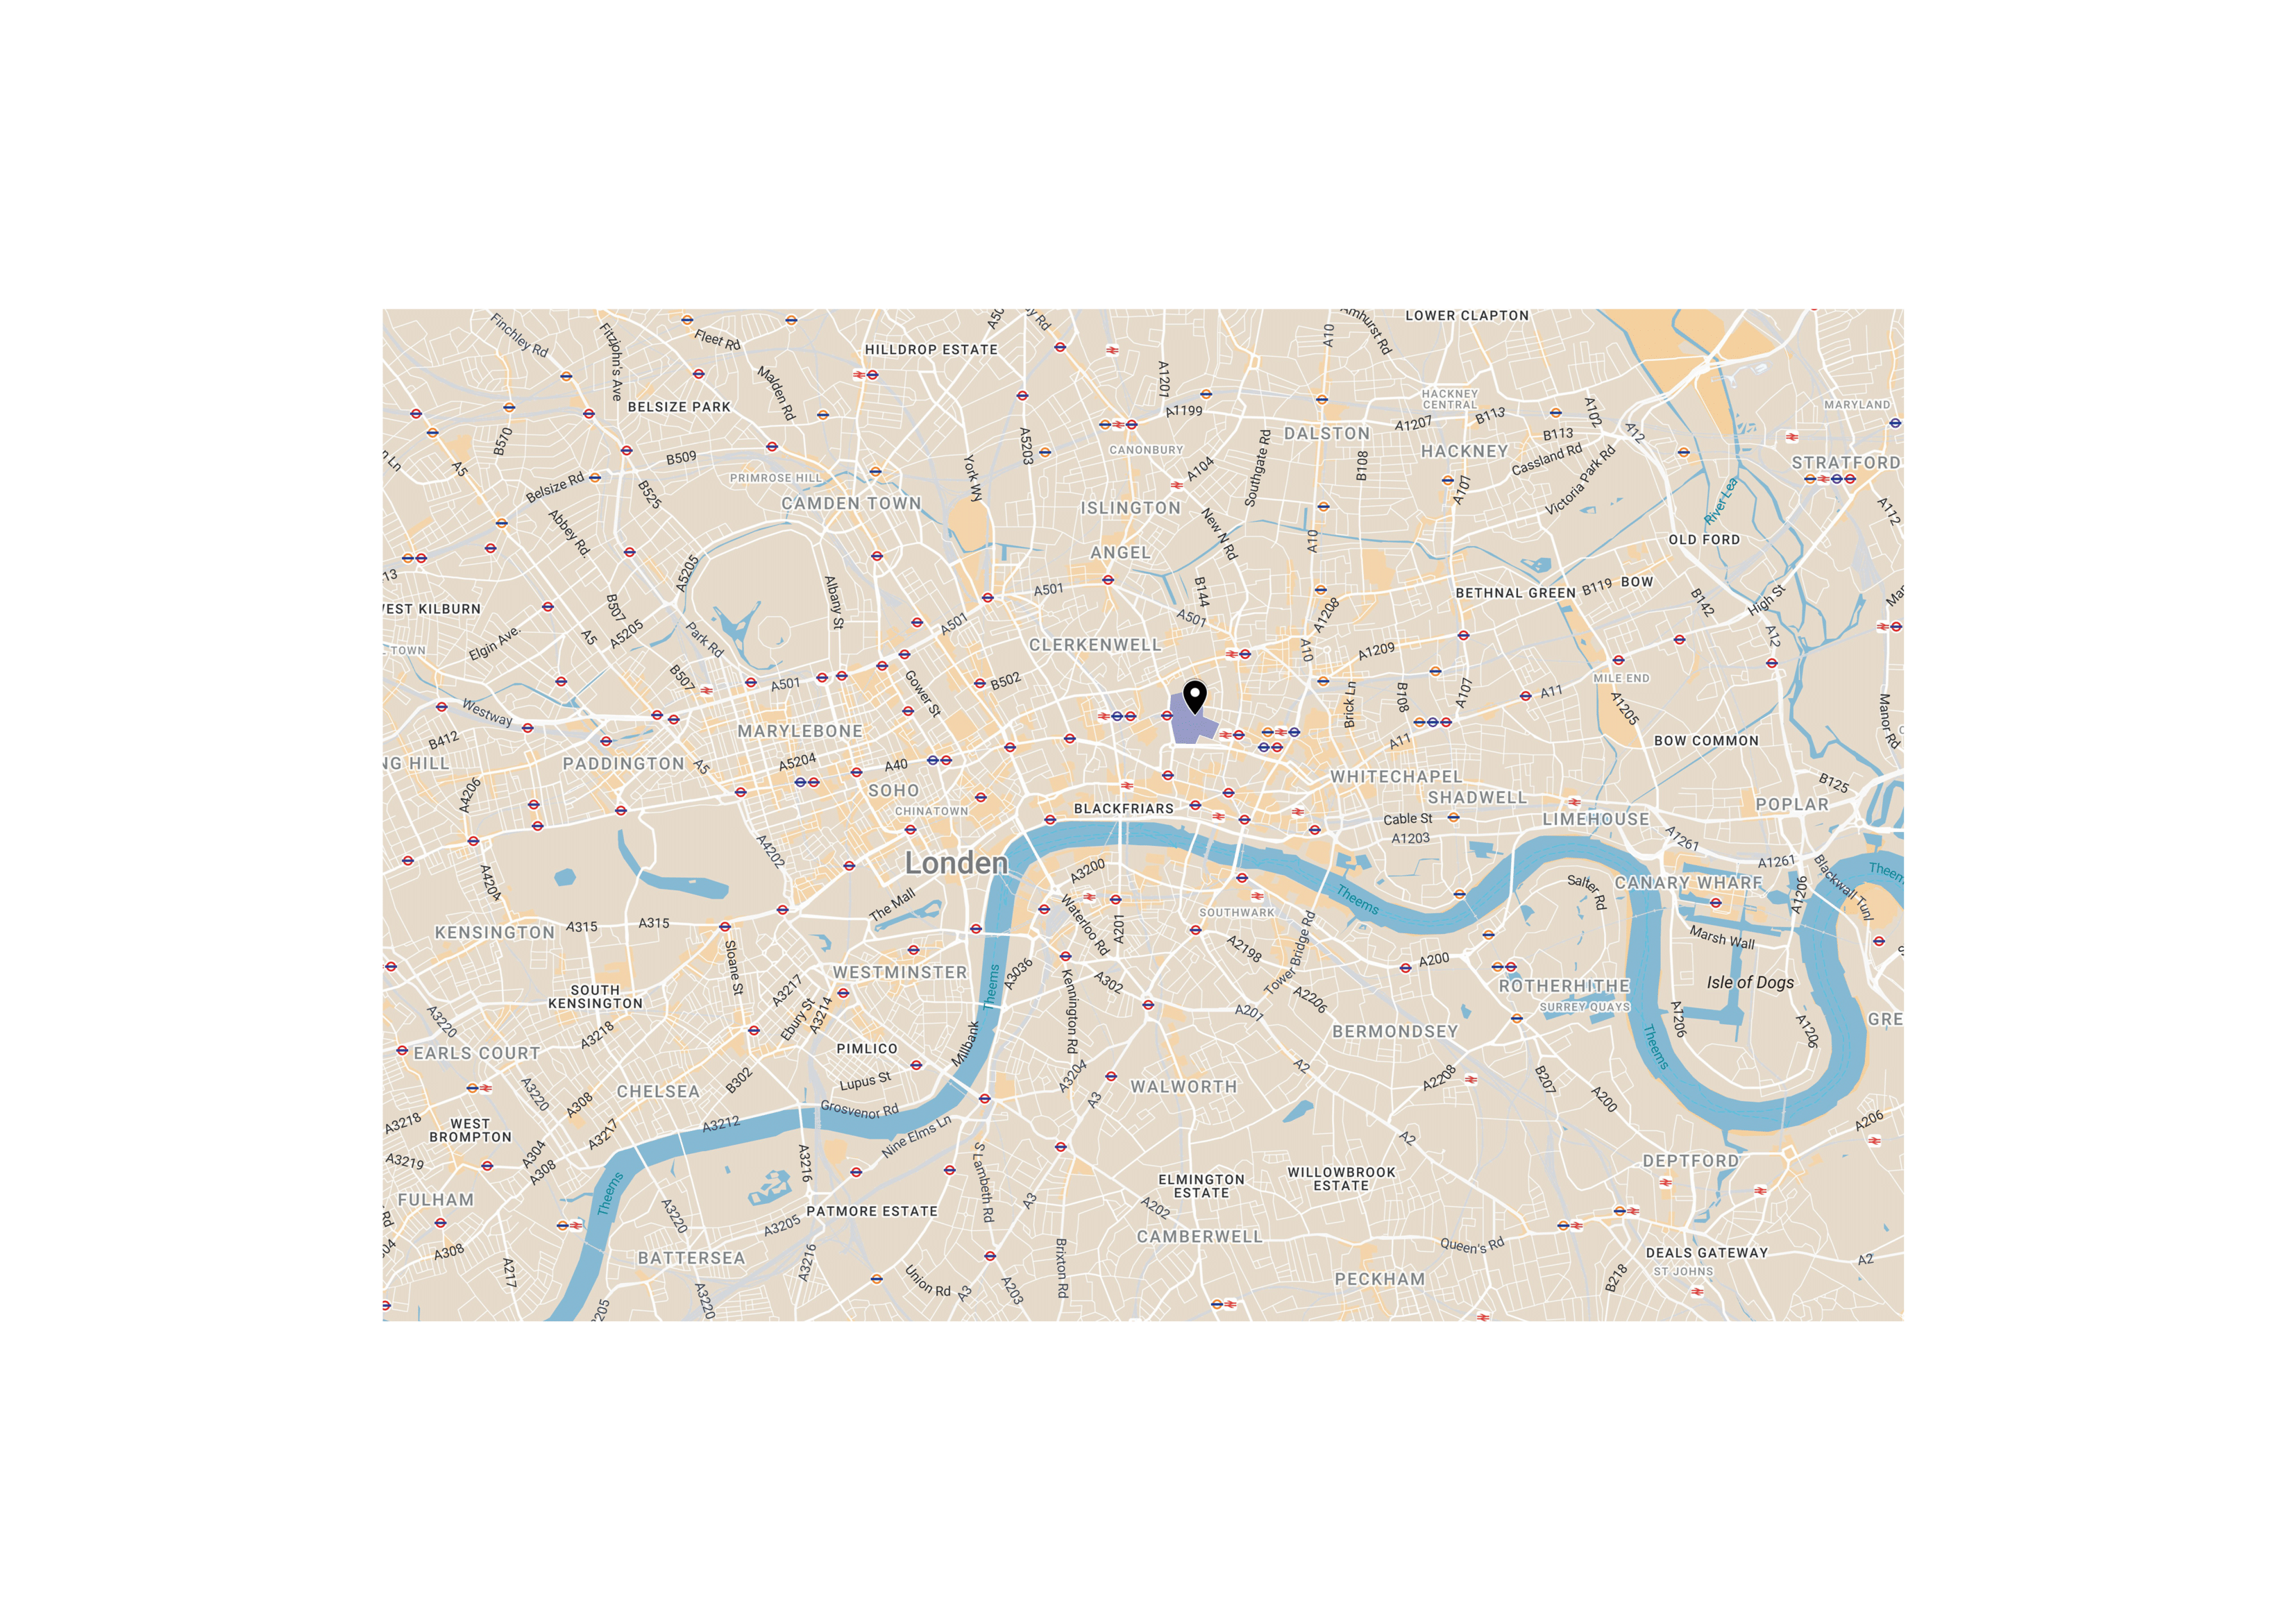 LOWER CLAPTON
Finchley Rd
Fitzjohn's Ave
Fleet Rd
A10
Amhurst Rd
HILLDROP ESTATE
Malden Rd
A1201
BELSIZE PARK
HACKNEY
CENTRAL
MARYLAND
A1199
A1207
B113
A102
A12
B570
A5203
DALSTON
B113
CANONBURY
HACKNEY
A5
B509
York Wy
A104
Southgate Rd
B108
Cassland Rd
Victoria Park Rd
STRATFORD
PRIMROSE HILL
Belsize Rd
B525
CAMDEN TOWN
A107
River Lea
ISLINGTON
New N Rd
A112
Abbey Rd.
A10
OLD FORD
ANGEL
A5205
Albany St
A501
B144
BETHNAL GREEN
B119
BOW
B142
High St
B507
A501
A1208
A501
A5
A5205
Park Rd
Elgin Ave.
CLERKENWELL
A10
A1209
A12
TOWN
B507
A501
Gower St
B502
MILE END
Westway
Brick Ln
B108
A107
A11
A1205
Manor Rd
B412
MARYLEBONE
A11
BOW COMMON
PADDINGTON
A5
A5204
A40
WHITECHAPEL
B125
A4206
SOHO
CHINATOWN
BLACKFRIARS
SHADWELL
POPLAR
Cable St
A1203
LIMEHOUSE
A1261
A1261
A4202
Londen
A3200
Theems
A4204
The Mall
Waterloo Rd
A201
Theems
Salter Rd
CANARY WHARF
A1206
Blackwall Tunl
SOUTHWARK
KENSINGTON
A315
A315
Sloane St
A2198
Tower Bridge Rd
Marsh Wall
WESTMINSTER
Theems
A3036
A302
A200
ROTHERHITHE
Isle of Dogs
SOUTH
KENSINGTON
A3217
Ebury St
A3214
Kennington Rd
A2206
SURREY QUAYS
A3220
A3218
A201
A1206
A1206
BERMONDSEY
EARLS COURT
PIMLICO
Millbank
Theems
A2
CHELSEA
B302
Lupus St
A3204
WALWORTH
A2208
B207
A200
A3220
A308
Grosvenor Rd
A3
A3218
WEST
BROMPTON
A3217
A3212
Nine Elms Ln
A2
A206
A3219
A304
A308
A3216
S Lambeth Rd
DEPTFORD
ELMINGTON
ESTATE
WILLOWBROOK
ESTATE
FULHAM
Theems
A3220
A3205
PATMORE ESTATE
A3
A202
A308
BATTERSEA
CAMBERWELL
Queen's Rd
DEALS GATEWAY
ST JOHNS
A2
A217
A3216
Union Rd
A3
A203
Brixton Rd
PECKHAM
B218
A3220